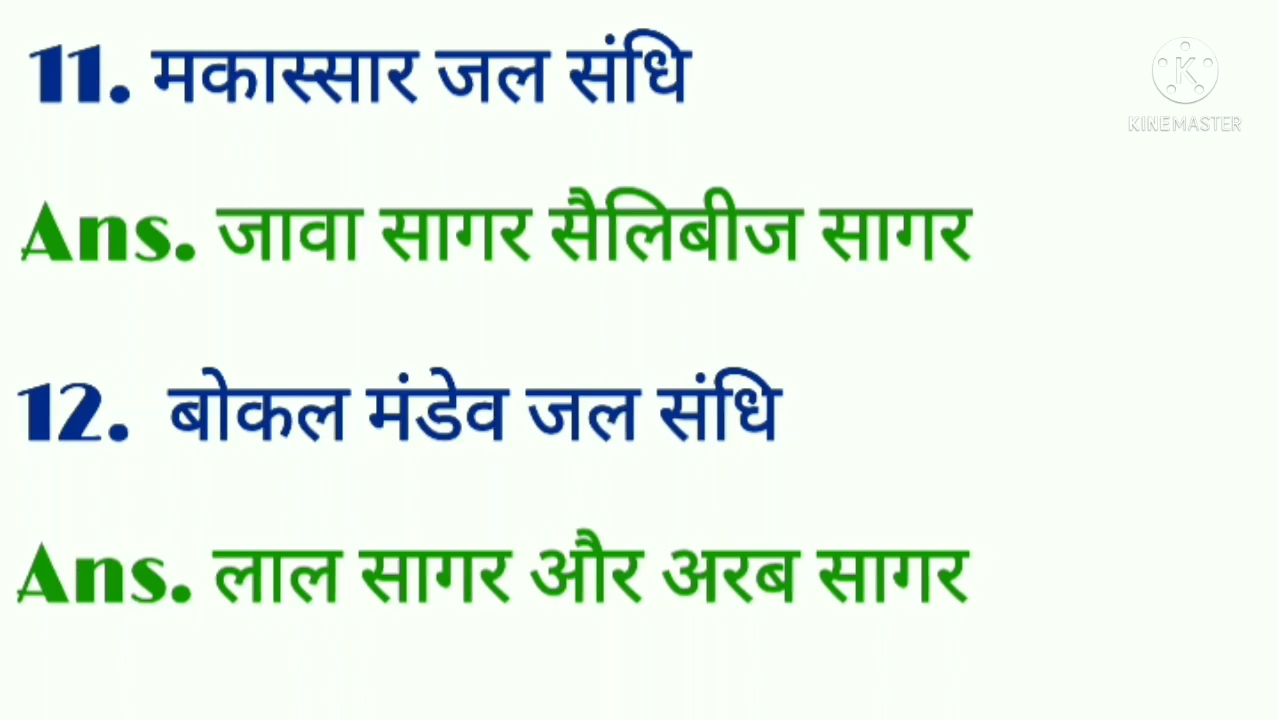 11. मकास्सार जल संधि
K
KINEMASTER
Ans. जावा सागर सैलिबीज सागर
12. बोकल मंडेव जल संधि
Ans. लाल सागर और अरब सागर